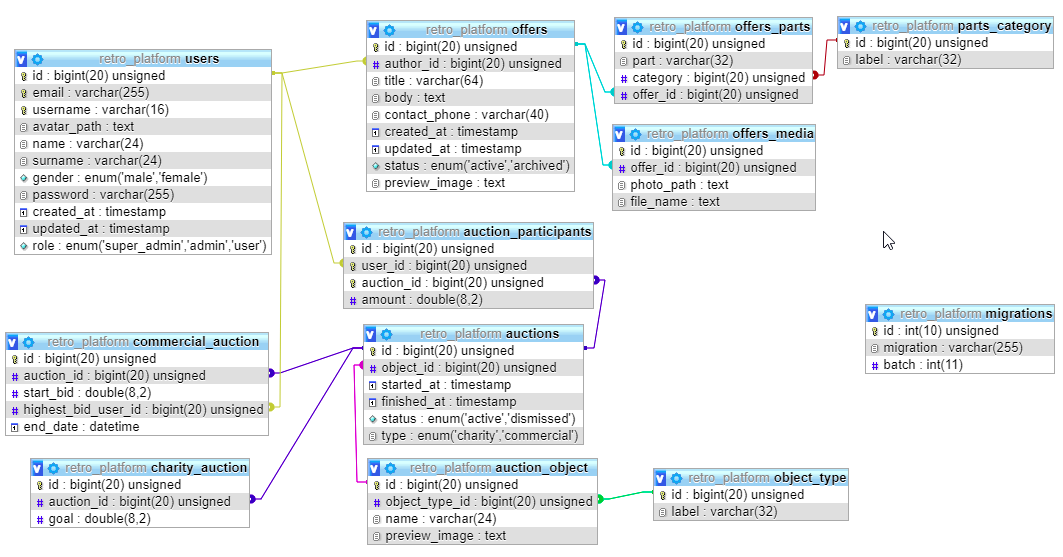 retro_platform users
id : bigint(20) unsigned
email : varchar(255)
username : varchar(16)
avatar_path : text
name : varchar(24)
surname : varchar(24)
gender : enum('male','female')
password : varchar(255)
created_at : timestamp
updated_at : timestamp
role : enum('super_admin','admin','user')
retro_platform offers
id : bigint(20) unsigned
author_id : bigint(20) unsigned
title : varchar(64)
body : text
contact_phone : varchar(40)
created_at : timestamp
updated_at : timestamp
status : enum('active','archived')
preview_image : text
retro_platform offers_parts
id : bigint(20) unsigned
part : varchar(32)
category : bigint(20) unsigned
offer_id : bigint(20) unsigned
retro_platform parts_category
id : bigint(20) unsigned
label : varchar(32)
retro_platform offers_media
id : bigint(20) unsigned
offer_id : bigint(20) unsigned
photo_path : text
file_name : text
retro_platform auction_participants
id : bigint(20) unsigned
user_id : bigint(20) unsigned
auction_id : bigint(20) unsigned
amount : double(8,2)
retro_platform migrations
id : int(10) unsigned
migration : varchar(255)
batch : int(11)
retro_platform commercial_auction
id : bigint(20) unsigned
auction_id : bigint(20) unsigned
start_bid : double(8,2)
highest_bid_user_id : bigint(20) unsigned
end_date : datetime
retro_platform auctions
id : bigint(20) unsigned
object_id : bigint(20) unsigned
started_at : timestamp
finished_at : timestamp
status : enum('active','dismissed')
type : enum('charity','commercial')
retro_platform charity_auction
id : bigint(20) unsigned
auction_id : bigint(20) unsigned
goal : double(8,2)
retro_platform auction_object
id : bigint(20) unsigned
object_type_id : bigint(20) unsigned
name : varchar(24)
preview_image : text
retro_platform object_type
id : bigint(20) unsigned
label : varchar(32)